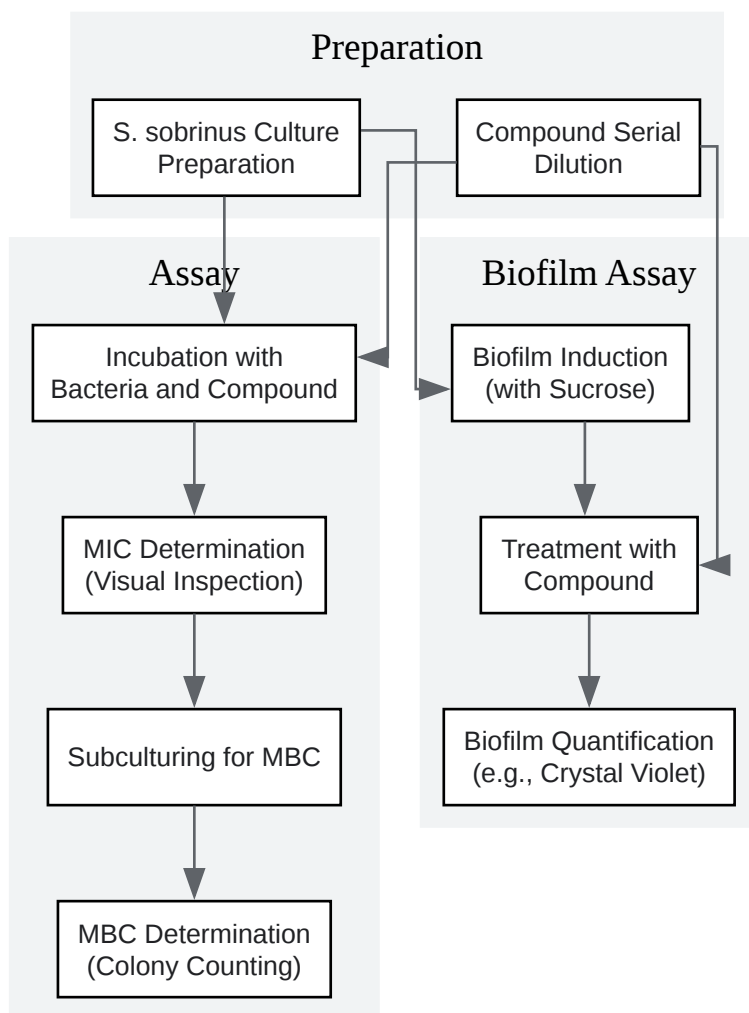 Preparation
S. sobrinus Culture
Preparation
Compound Serial
Dilution
Assay
Incubation with
Bacteria and Compound
MIC Determination
(Visual Inspection)
Subculturing for MBC
MBC Determination
(Colony Counting)
Biofilm Assay
Biofilm Induction
(with Sucrose)
Treatment with
Compound
Biofilm Quantification
(e.g., Crystal Violet)